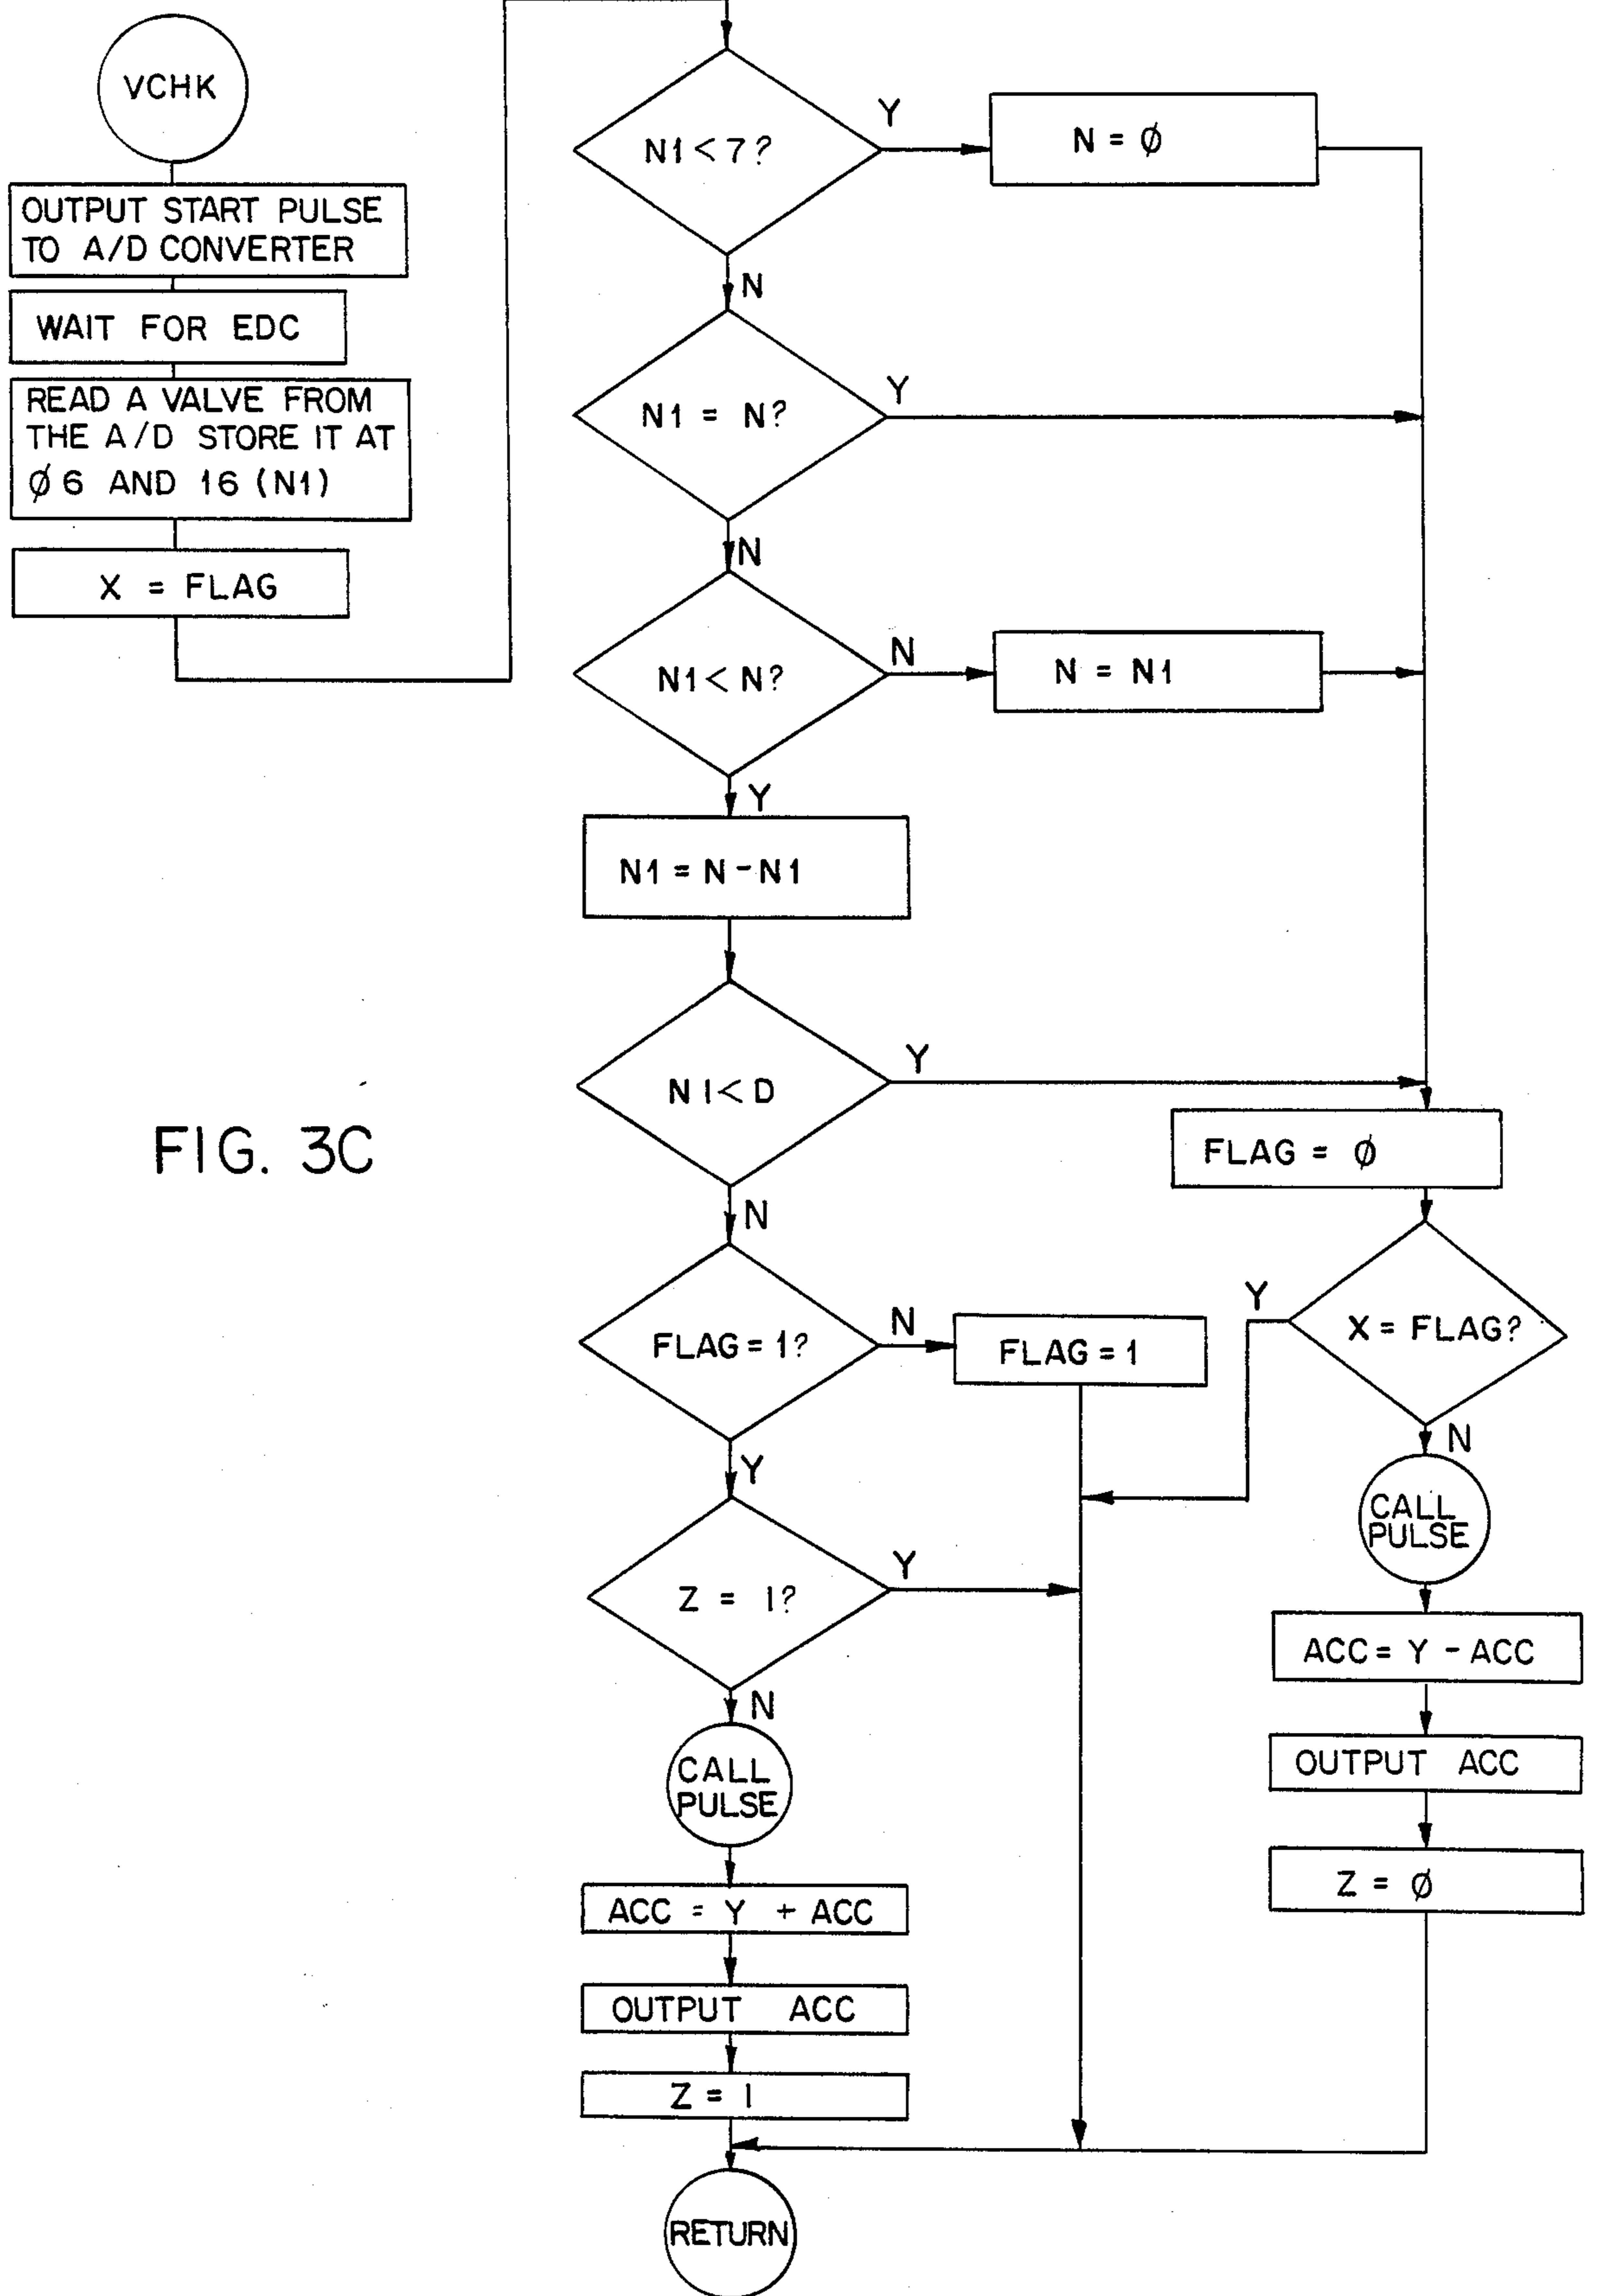 VCHK
OUTPUT START PULSE
TO A/D CONVERTER
WAIT FOR EDC
READ A VALVE FROM
THE A/D STORE IT AT
∅6 AND 16 (N1)
X = FLAG
N1 < 7?
Y
N = ∅
N
N1 = N?
Y
N
N1 < N?
N
N = N1
Y
N1 = N - N1
N1 < D
Y
FLAG = ∅
N
X = FLAG?
Y
N
FLAG = 1?
N
FLAG = 1
Y
CALL
PULSE
Z = 1?
Y
ACC = Y - ACC
N
OUTPUT ACC
CALL
PULSE
Z = ∅
ACC = Y + ACC
OUTPUT ACC
Z = 1
RETURN
FIG. 3C